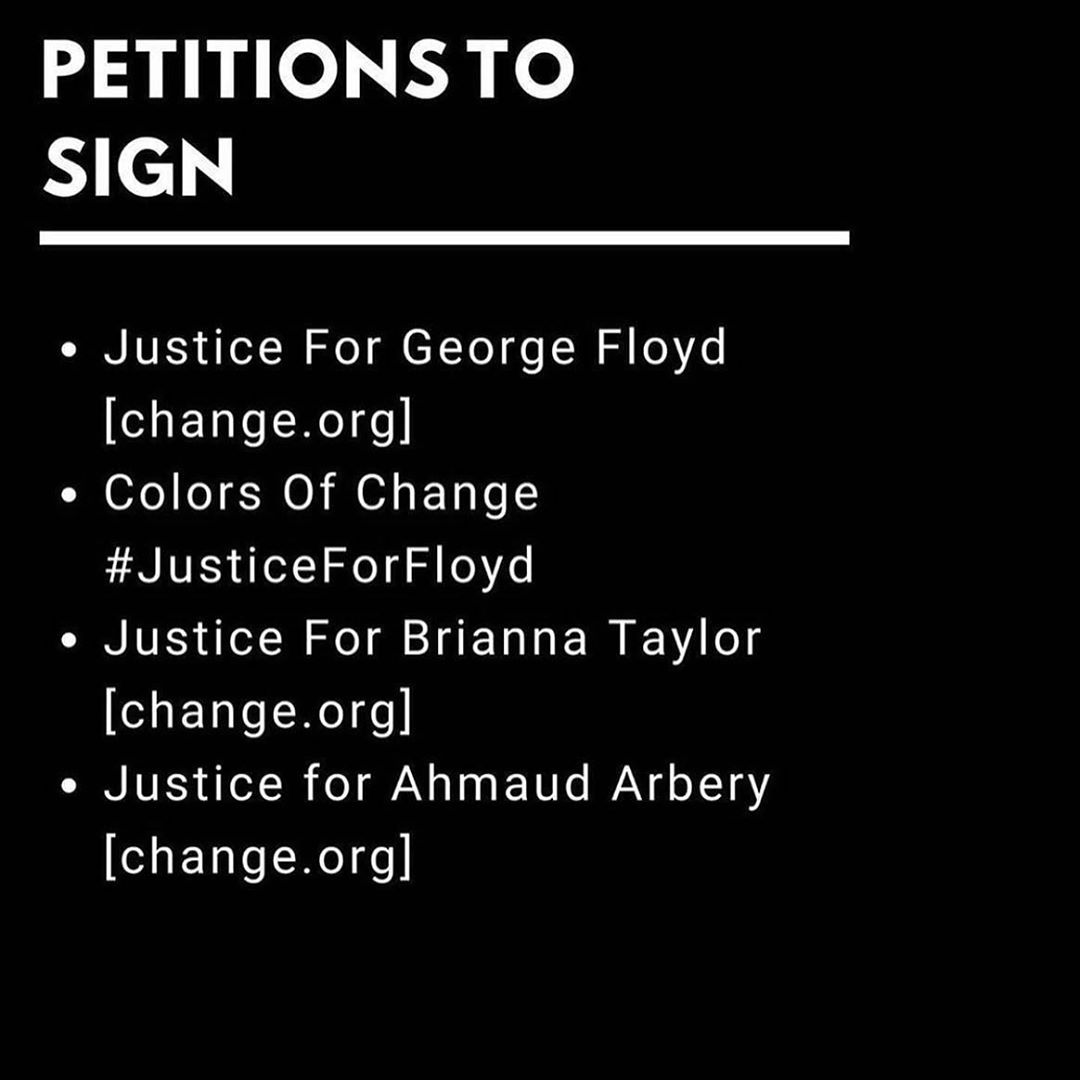 PETITIONS TO
SIGN
• Justice For George Floyd
[change.org]
• Colors Of Change
#JusticeForFloyd
• Justice For Brianna Taylor
[change.org]
• Justice for Ahmaud Arbery
[change.org]